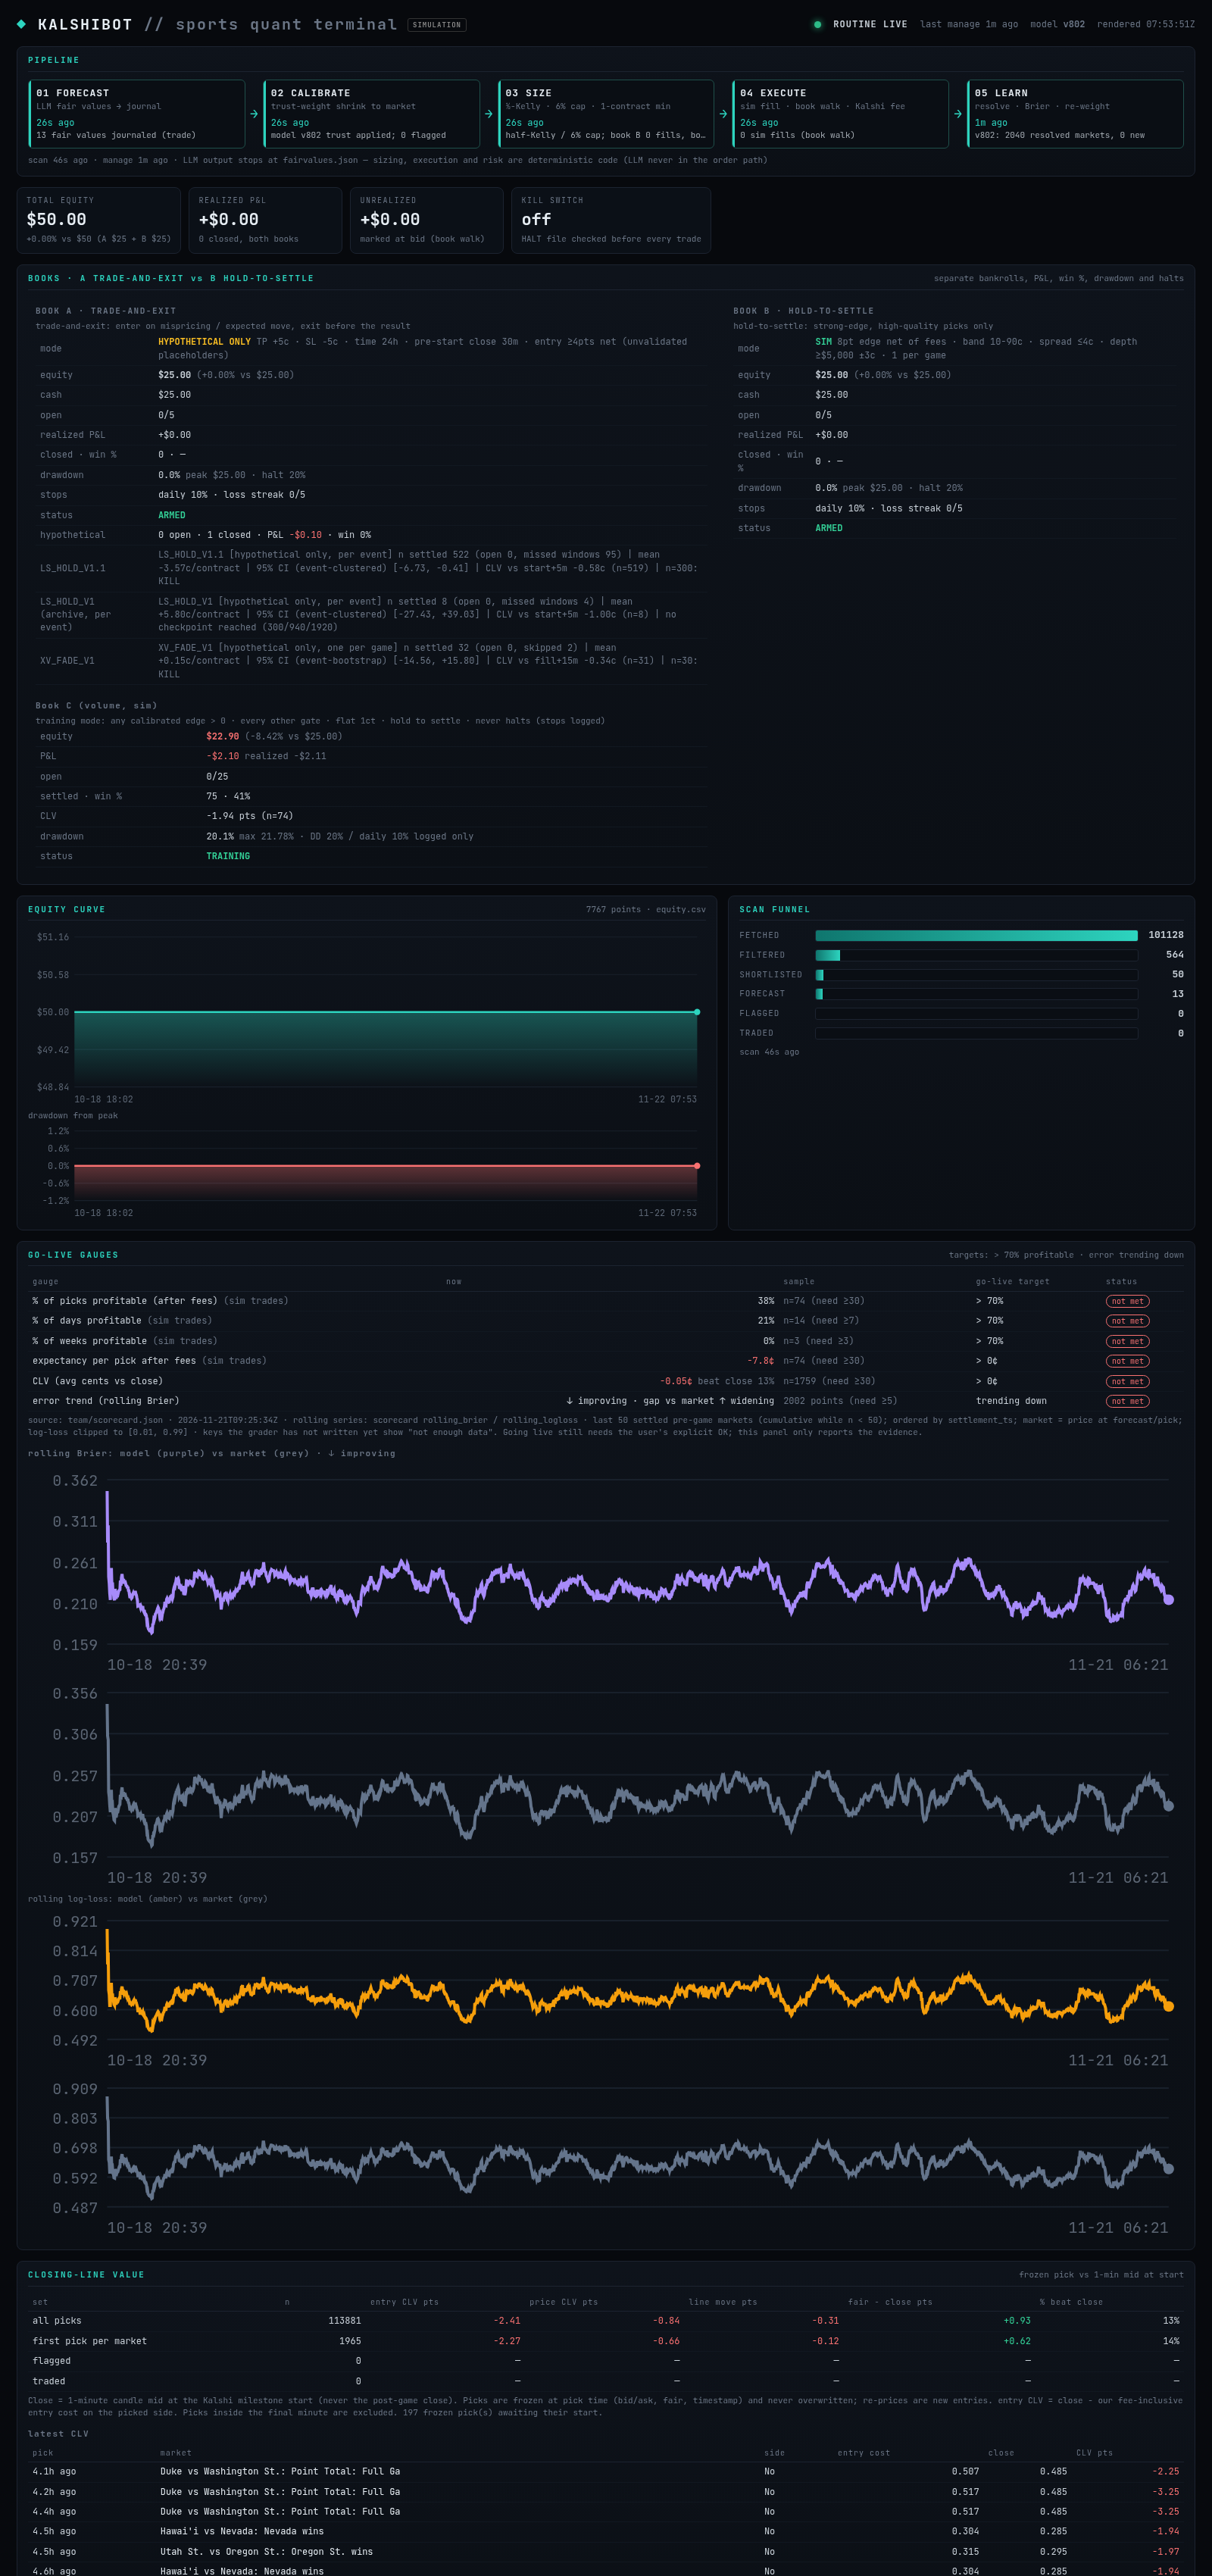 ◆ KALSHIBOT // sports quant terminal SIMULATION
ROUTINE LIVE last manage 1m ago model v802 rendered 07:53:51Z
PIPELINE
01 FORECAST
LLM fair values → journal
26s ago
13 fair values journaled (trade)
→
02 CALIBRATE
trust-weight shrink to market
26s ago
model v802 trust applied; 0 flagged
→
03 SIZE
½-Kelly · 6% cap · 1-contract min
26s ago
half-Kelly / 6% cap; book B 0 fills, bo…
→
04 EXECUTE
sim fill · book walk · Kalshi fee
26s ago
0 sim fills (book walk)
→
05 LEARN
resolve · Brier · re-weight
1m ago
v802: 2040 resolved markets, 0 new
scan 46s ago · manage 1m ago · LLM output stops at fairvalues.json — sizing, execution and risk are deterministic code (LLM never in the order path)
TOTAL EQUITY
$50.00
+0.00% vs $50 (A $25 + B $25)
REALIZED P&L
+$0.00
0 closed, both books
UNREALIZED
+$0.00
marked at bid (book walk)
KILL SWITCH
off
HALT file checked before every trade
BOOKS · A TRADE-AND-EXIT vs B HOLD-TO-SETTLE
separate bankrolls, P&L, win %, drawdown and halts
BOOK A · TRADE-AND-EXIT
trade-and-exit: enter on mispricing / expected move, exit before the result
mode HYPOTHETICAL ONLY TP +5c · SL -5c · time 24h · pre-start close 30m · entry ≥4pts net (unvalidated
placeholders)
equity $25.00 (+0.00% vs $25.00)
cash $25.00
open 0/5
realized P&L +$0.00
closed · win % 0 · —
drawdown 0.0% peak $25.00 · halt 20%
stops daily 10% · loss streak 0/5
status ARMED
hypothetical 0 open · 1 closed · P&L -$0.10 · win 0%
LS_HOLD_V1.1 LS_HOLD_V1.1 [hypothetical only, per event] n settled 522 (open 0, missed windows 95) | mean
-3.57c/contract | 95% CI (event-clustered) [-6.73, -0.41] | CLV vs start+5m -0.58c (n=519) | n=300:
KILL
LS_HOLD_V1 (archive, per event) LS_HOLD_V1 [hypothetical only, per event] n settled 8 (open 0, missed windows 4) | mean
+5.80c/contract | 95% CI (event-clustered) [-27.43, +39.03] | CLV vs start+5m -1.00c (n=8) | no
checkpoint reached (300/940/1920)
XV_FADE_V1 XV_FADE_V1 [hypothetical only, one per game] n settled 32 (open 0, skipped 2) | mean
+0.15c/contract | 95% CI (event-bootstrap) [-14.56, +15.80] | CLV vs fill+15m -0.34c (n=31) | n=30:
KILL
BOOK B · HOLD-TO-SETTLE
hold-to-settle: strong-edge, high-quality picks only
mode SIM 8pt edge net of fees · band 10-90c · spread ≤4c · depth
≥$5,000 ±3c · 1 per game
equity $25.00 (+0.00% vs $25.00)
cash $25.00
open 0/5
realized P&L +$0.00
closed · win % 0 · —
drawdown 0.0% peak $25.00 · halt 20%
stops daily 10% · loss streak 0/5
status ARMED
Book C (volume, sim)
training mode: any calibrated edge > 0 · every other gate · flat 1ct · hold to settle · never halts (stops logged)
equity $22.90 (-8.42% vs $25.00)
P&L -$2.10 realized -$2.11
open 0/25
settled · win % 75 · 41%
CLV -1.94 pts (n=74)
drawdown 20.1% max 21.78% · DD 20% / daily 10% logged only
status TRAINING
EQUITY CURVE
7767 points · equity.csv
$51.16
$50.58
$50.00
$49.42
$48.84
10-18 18:02 11-22 07:53
drawdown from peak
1.2%
0.6%
0.0%
-0.6%
-1.2%
10-18 18:02 11-22 07:53
SCAN FUNNEL
FETCHED 101128
FILTERED 564
SHORTLISTED 50
FORECAST 13
FLAGGED 0
TRADED 0
scan 46s ago
GO-LIVE GAUGES
targets: > 70% profitable · error trending down
gauge now sample go-live target status
% of picks profitable (after fees) (sim trades) 38% n=74 (need ≥30) > 70% not met
% of days profitable (sim trades) 21% n=14 (need ≥7) > 70% not met
% of weeks profitable (sim trades) 0% n=3 (need ≥3) > 70% not met
expectancy per pick after fees (sim trades) -7.8¢ n=74 (need ≥30) > 0¢ not met
CLV (avg cents vs close) -0.05¢ beat close 13% n=1759 (need ≥30) > 0¢ not met
error trend (rolling Brier) ↓ improving · gap vs market ↑ widening 2002 points (need ≥5) trending down not met
source: team/scorecard.json · 2026-11-21T09:25:34Z · rolling series: scorecard rolling_brier / rolling_logloss · last 50 settled pre-game markets (cumulative while n < 50); ordered by settlement_ts; market = price at forecast/pick;
log-loss clipped to [0.01, 0.99] · keys the grader has not written yet show "not enough data". Going live still needs the user's explicit OK; this panel only reports the evidence.
rolling Brier: model (purple) vs market (grey) · ↓ improving
0.362
0.311
0.261
0.210
0.159
10-18 20:39 11-21 06:21
0.356
0.306
0.257
0.207
0.157
10-18 20:39 11-21 06:21
rolling log-loss: model (amber) vs market (grey)
0.921
0.814
0.707
0.600
0.492
10-18 20:39 11-21 06:21
0.909
0.803
0.698
0.592
0.487
10-18 20:39 11-21 06:21
CLOSING-LINE VALUE
frozen pick vs 1-min mid at start
set n entry CLV pts price CLV pts line move pts fair - close pts % beat close
all picks 113881 -2.41 -0.84 -0.31 +0.93 13%
first pick per market 1965 -2.27 -0.66 -0.12 +0.62 14%
flagged 0 — — — — —
traded 0 — — — — —
Close = 1-minute candle mid at the Kalshi milestone start (never the post-game close). Picks are frozen at pick time (bid/ask, fair, timestamp) and never overwritten; re-prices are new entries. entry CLV = close - our fee-inclusive
entry cost on the picked side. Picks inside the final minute are excluded. 197 frozen pick(s) awaiting their start.
latest CLV
pick market side entry cost close CLV pts
4.1h ago Duke vs Washington St.: Point Total: Full Ga No 0.507 0.485 -2.25
4.2h ago Duke vs Washington St.: Point Total: Full Ga No 0.517 0.485 -3.25
4.4h ago Duke vs Washington St.: Point Total: Full Ga No 0.517 0.485 -3.25
4.5h ago Hawai'i vs Nevada: Nevada wins No 0.304 0.285 -1.94
4.5h ago Utah St. vs Oregon St.: Oregon St. wins No 0.315 0.295 -1.97
4.6h ago Hawai'i vs Nevada: Nevada wins No 0.304 0.285 -1.94